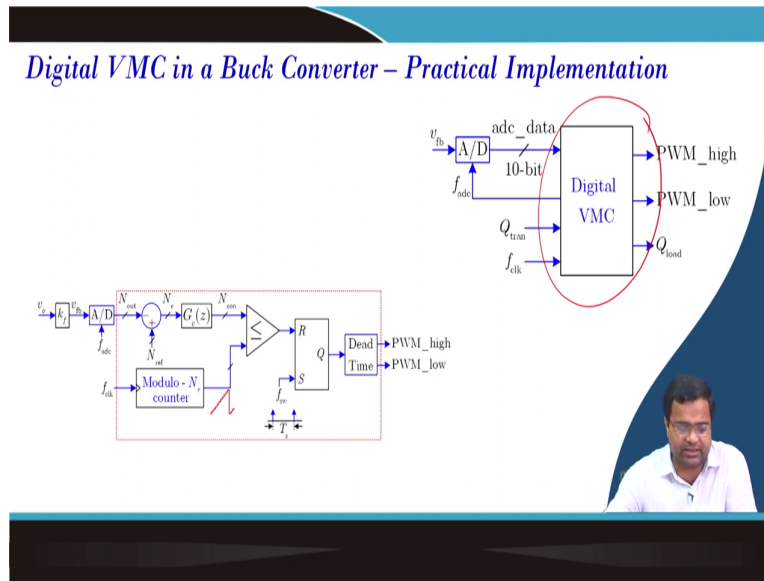 Digital VMC in a Buck Converter – Practical Implementation
v_fb
A/D
adc_data
10-bit
f_adc
Q_tran
f_clk
Digital
VMC
PWM_high
PWM_low
Q_load
v_o
k_f
v_fb
A/D
f_adc
N_out
-
+
N_ref
N_e
G_c(z)
N_con
≤
f_clk
Modulo - N_r
counter
R
S
Q
f_sw
T_s
Dead
Time
PWM_high
PWM_low